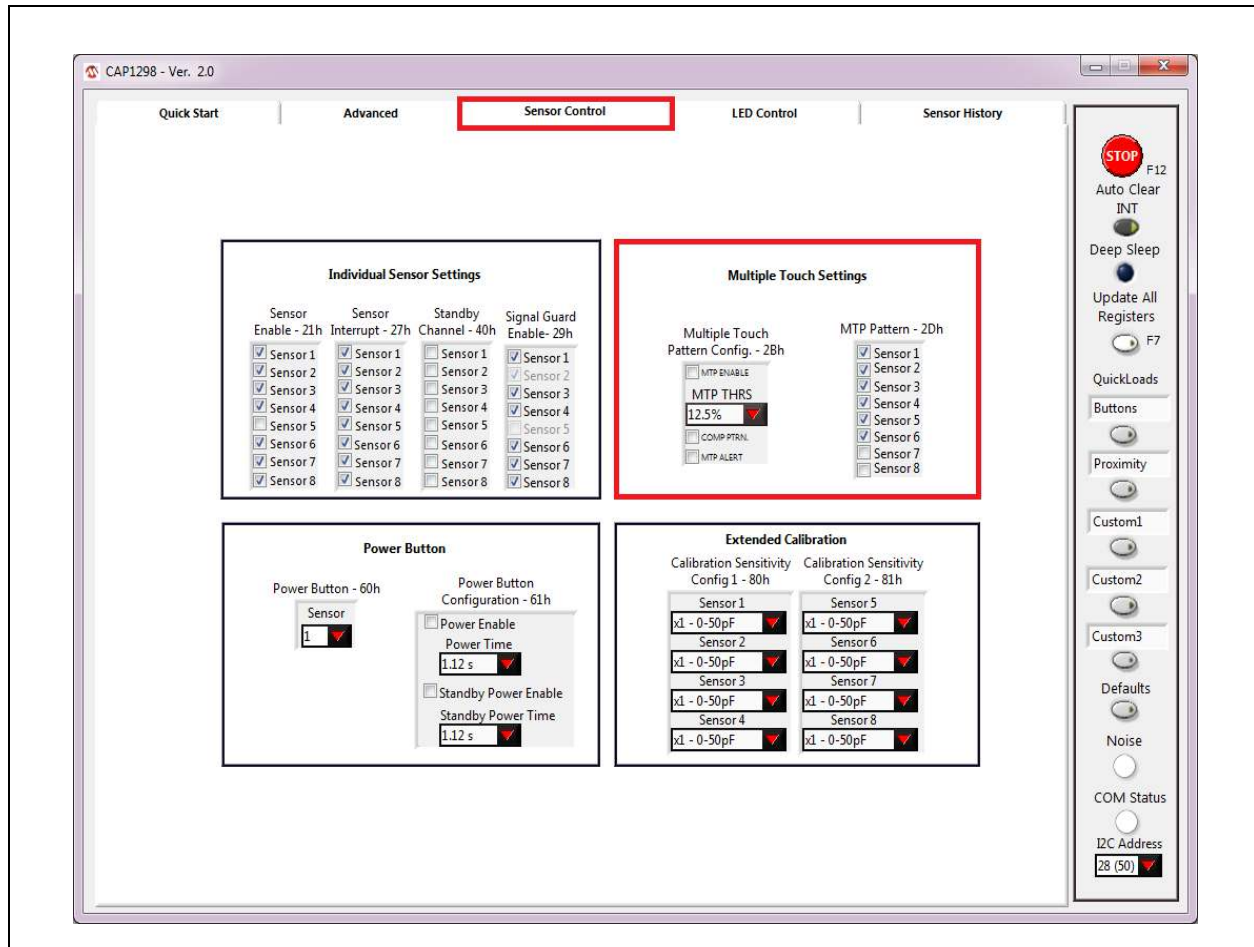 CAP1298 - Ver. 2.0
Quick Start
Advanced
Sensor Control
LED Control
Sensor History
Individual Sensor Settings
Sensor
Enable - 21h
Sensor 1
Sensor 2
Sensor 3
Sensor 4
Sensor 5
Sensor 6
Sensor 7
Sensor 8
Sensor
Interrupt - 27h
Sensor 1
Sensor 2
Sensor 3
Sensor 4
Sensor 5
Sensor 6
Sensor 7
Sensor 8
Standby
Channel - 40h
Sensor 1
Sensor 2
Sensor 3
Sensor 4
Sensor 5
Sensor 6
Sensor 7
Sensor 8
Signal Guard
Enable- 29h
Sensor 1
Sensor 2
Sensor 3
Sensor 4
Sensor 5
Sensor 6
Sensor 7
Sensor 8
Multiple Touch Settings
Multiple Touch
Pattern Config. - 2Bh
MTP ENABLE
MTP THRS
12.5%
COMP PTRN.
MTP ALERT
MTP Pattern - 2Dh
Sensor 1
Sensor 2
Sensor 3
Sensor 4
Sensor 5
Sensor 6
Sensor 7
Sensor 8
Power Button
Power Button - 60h
Sensor
1
Power Button
Configuration - 61h
Power Enable
Power Time
1.12 s
Standby Power Enable
Standby Power Time
1.12 s
Extended Calibration
Calibration Sensitivity
Config 1 - 80h
Sensor 1
x1 - 0-50pF
Sensor 2
x1 - 0-50pF
Sensor 3
x1 - 0-50pF
Sensor 4
x1 - 0-50pF
Calibration Sensitivity
Config 2 - 81h
Sensor 5
x1 - 0-50pF
Sensor 6
x1 - 0-50pF
Sensor 7
x1 - 0-50pF
Sensor 8
x1 - 0-50pF
STOP
F12
Auto Clear
INT
Deep Sleep
Update All
Registers
F7
QuickLoads
Buttons
Proximity
Custom1
Custom2
Custom3
Defaults
Noise
COM Status
I2C Address
28 (50)